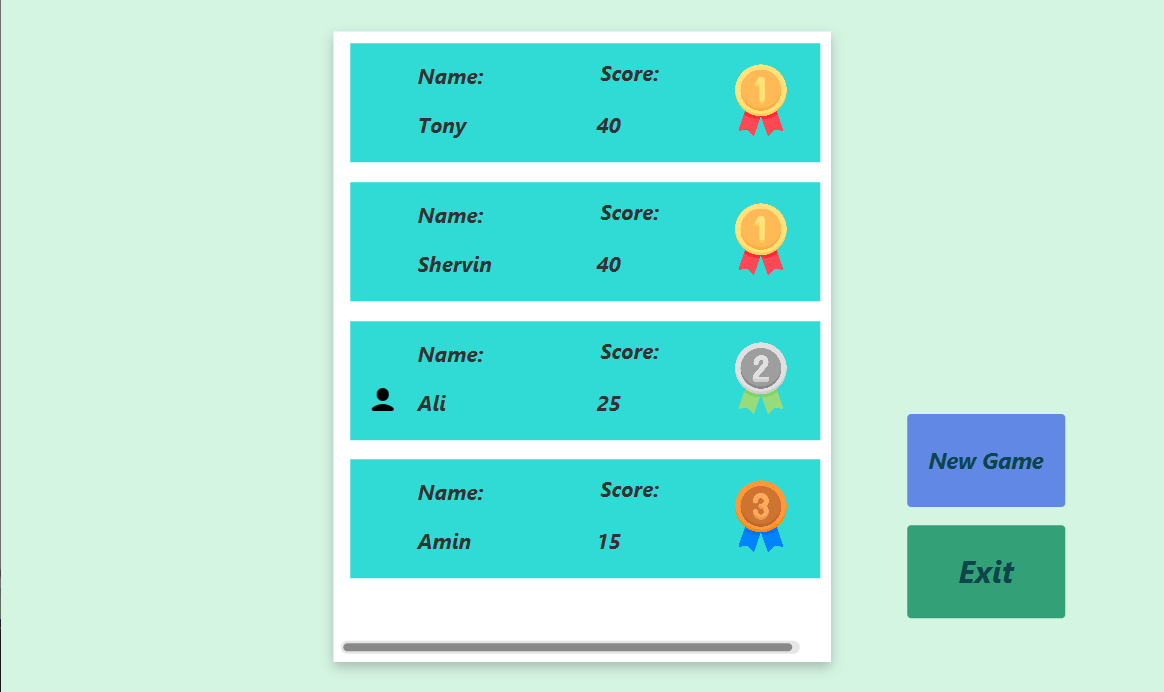 Name: Score:
Tony 40
1
Name: Score:
Shervin 40
1
Name: Score:
Ali 25
2
Name: Score:
Amin 15
3
New Game
Exit